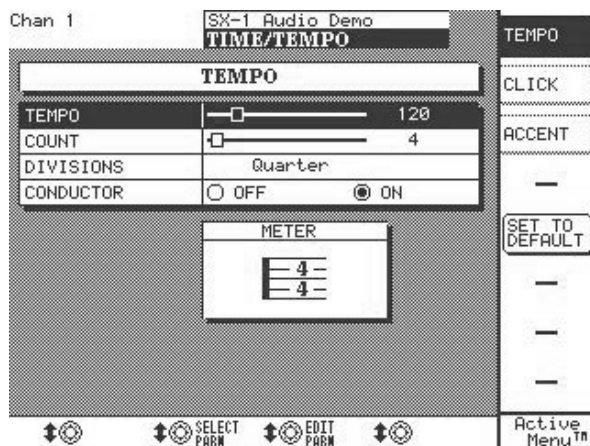 Chan 1
SX-1 Audio Demo
TIME/TEMPO
TEMPO
TEMPO 120
COUNT 4
DIVISIONS Quarter
CONDUCTOR OFF ON
METER
4
4
SELECT PARM
EDIT PARM
TEMPO
CLICK
ACCENT
SET TO
DEFAULT
Active
Menu™